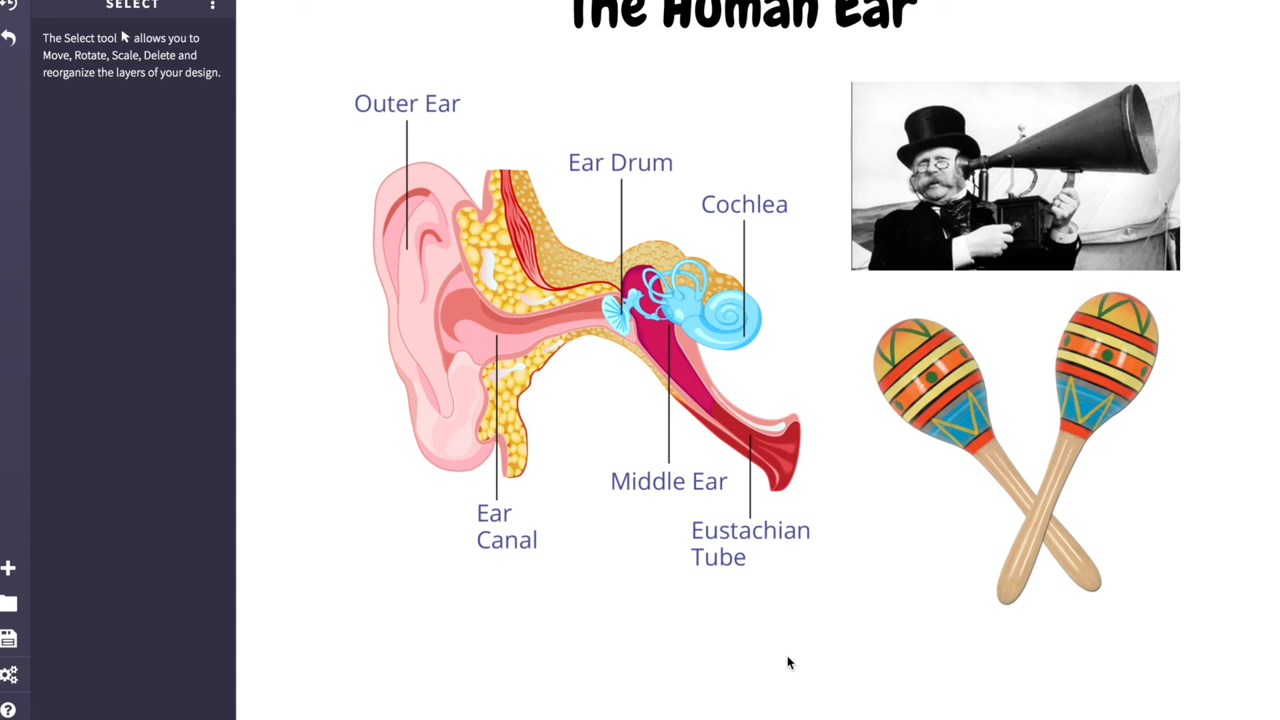 SELECT
The Select tool allows you to
Move, Rotate, Scale, Delete and
reorganize the layers of your design.
The Human Ear
Outer Ear
Ear Drum
Cochlea
Middle Ear
Ear
Canal
Eustachian
Tube